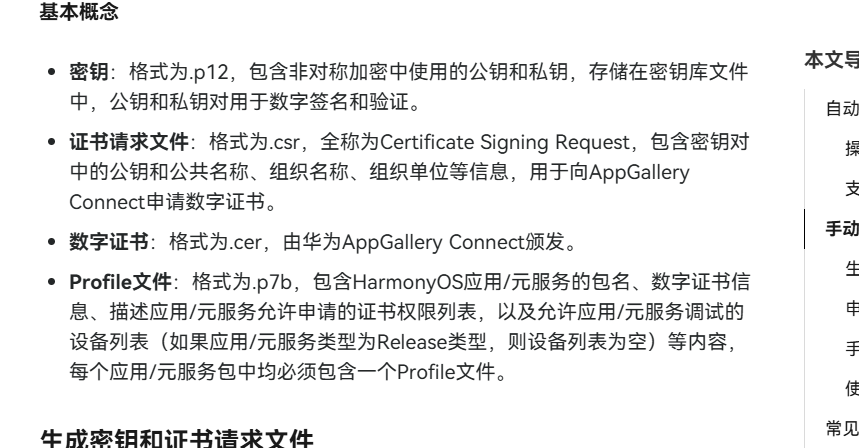 基本概念
密钥：格式为.p12，包含非对称加密中使用的公钥和私钥，存储在密钥库文件
中，公钥和私钥对用于数字签名和验证。
证书请求文件：格式为.csr，全称为Certificate Signing Request，包含密钥对
中的公钥和公共名称、组织名称、组织单位等信息，用于向AppGallery
Connect申请数字证书。
数字证书：格式为.cer，由华为AppGallery Connect颁发。
Profile文件：格式为.p7b，包含HarmonyOS应用/元服务的包名、数字证书信
息、描述应用/元服务允许申请的证书权限列表，以及允许应用/元服务调试的
设备列表（如果应用/元服务类型为Release类型，则设备列表为空）等内容，
每个应用/元服务包中均必须包含一个Profile文件。
生成密钥和证书请求文件
本文导
自动
操
支
手动
生
申
手
使
常见